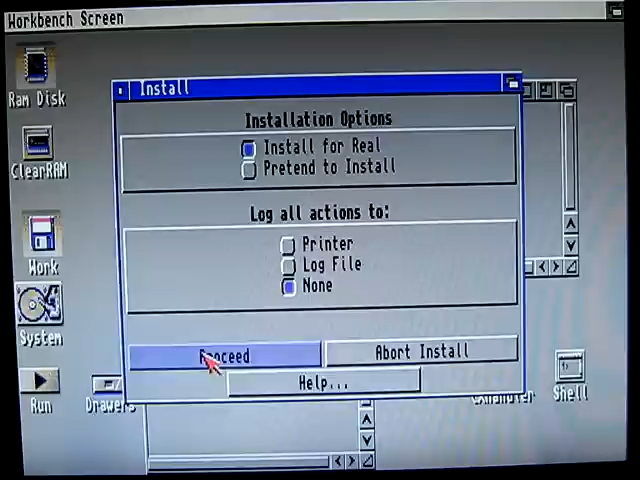 Workbench Screen
Ram Disk
ClearRAM
Work
System
Run
Drawers
Install
Installation Options
Install for Real
Pretend to Install
Log all actions to:
Printer
Log File
None
Proceed
Abort Install
Help...
Shell